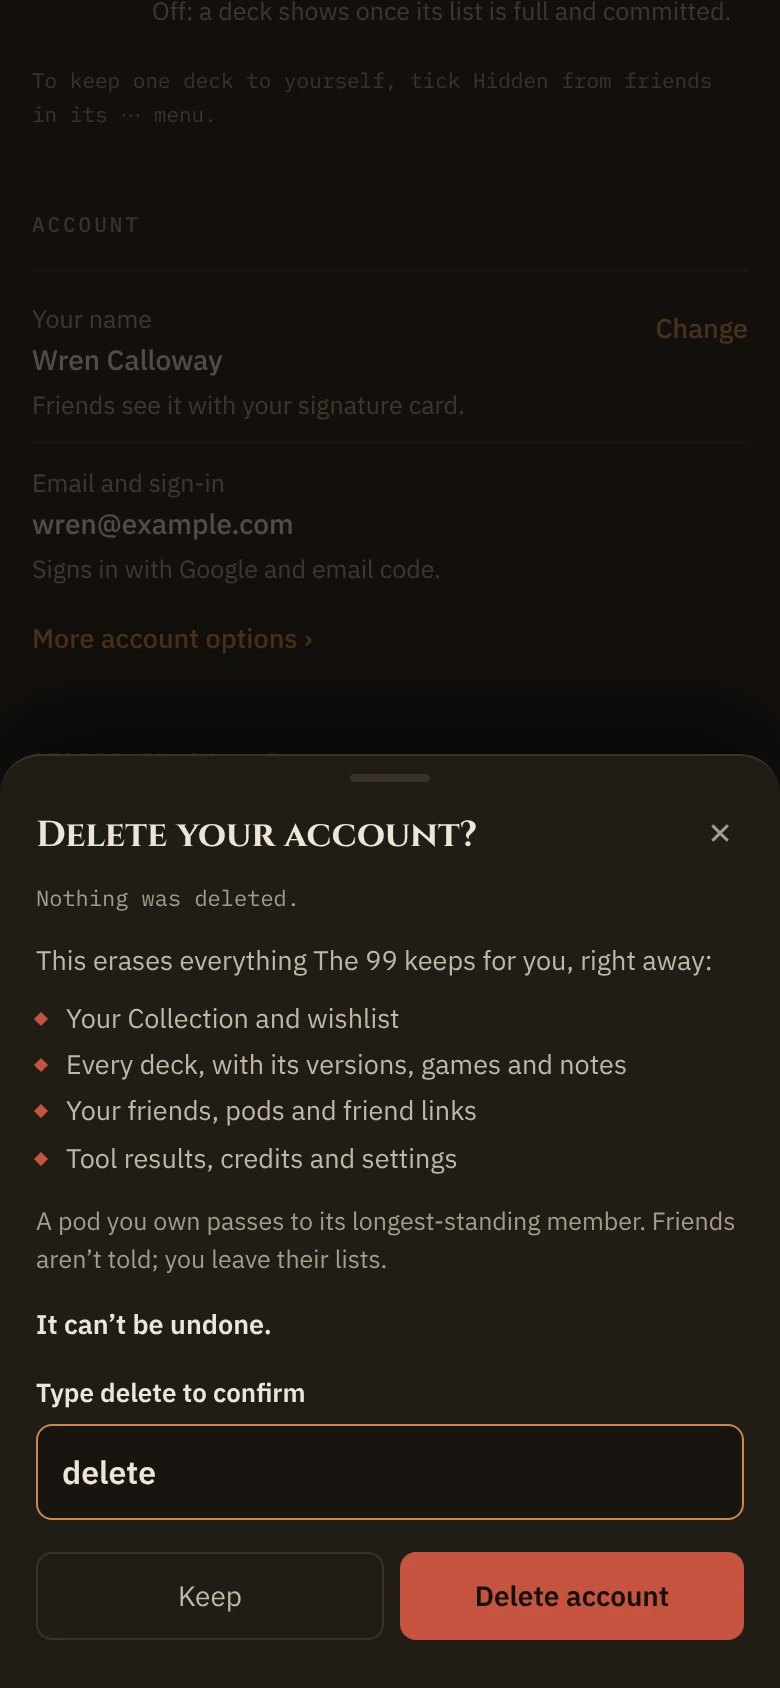 Off: a deck shows once its list is full and committed.
To keep one deck to yourself, tick Hidden from friends
in its ··· menu.
ACCOUNT
Your name
Change
Wren Calloway
Friends see it with your signature card.
Email and sign-in
wren@example.com
Signs in with Google and email code.
More account options ›
Delete your account?
✕
Nothing was deleted.
This erases everything The 99 keeps for you, right away:
Your Collection and wishlist
Every deck, with its versions, games and notes
Your friends, pods and friend links
Tool results, credits and settings
A pod you own passes to its longest-standing member. Friends
aren’t told; you leave their lists.
It can’t be undone.
Type delete to confirm
delete
Keep
Delete account